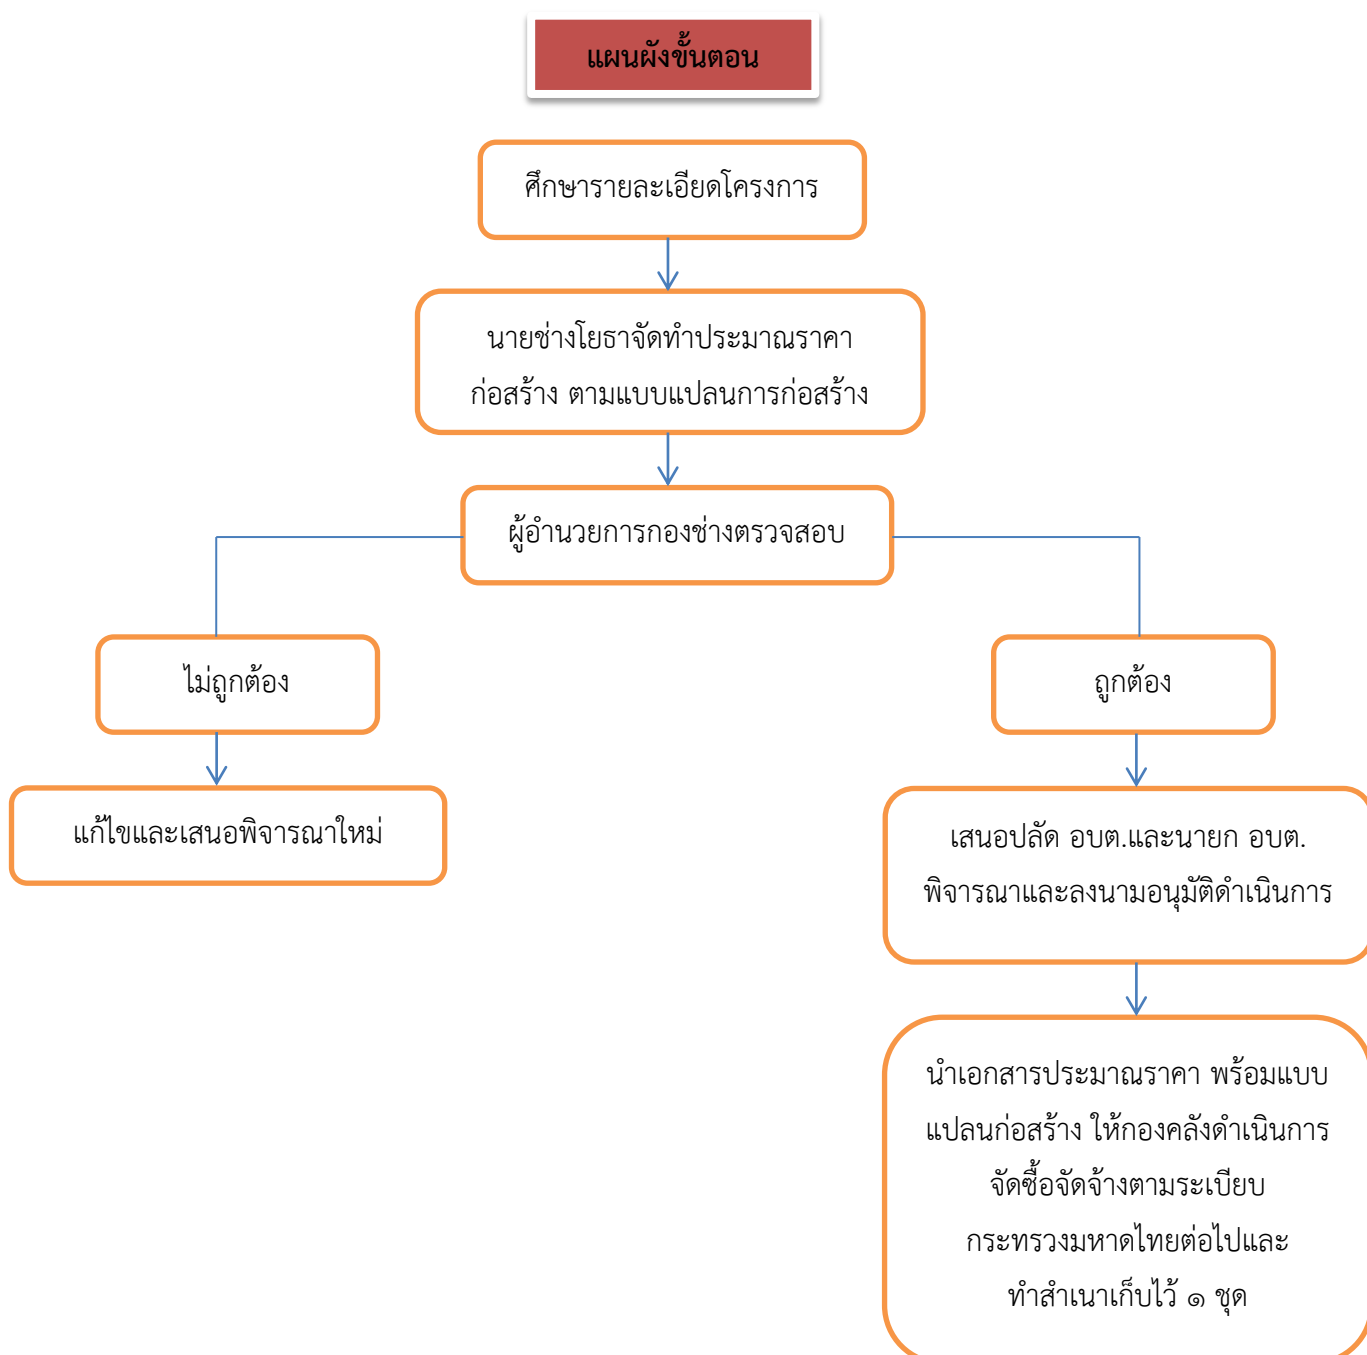 แผนผังขั้นตอน
ศึกษารายละเอียดโครงการ
นายช่างโยธาจัดทำประมาณราคา
ก่อสร้าง ตามแบบแปลนการก่อสร้าง
ผู้อำนวยการกองช่างตรวจสอบ
ไม่ถูกต้อง
ถูกต้อง
แก้ไขและเสนอพิจารณาใหม่
เสนอปลัด อบต.และนายก อบต.
พิจารณาและลงนามอนุมัติดำเนินการ
นำเอกสารประมาณราคา พร้อมแบบ
แปลนก่อสร้าง ให้กองคลังดำเนินการ
จัดซื้อจัดจ้างตามระเบียบ
กระทรวงมหาดไทยต่อไปและ
ทำสำเนาเก็บไว้ ๑ ชุด